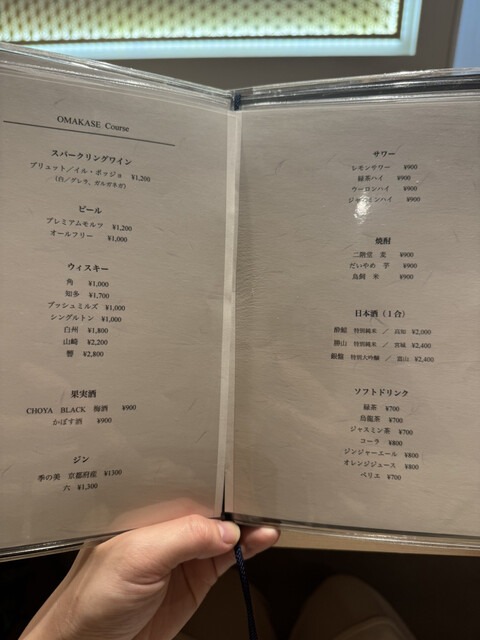 OMAKASE Course
スパークリングワイン
ブリュット／イル・ポッジョ ¥1,200
(白／グレラ、ガルガネガ)
ビール
プレミアムモルツ ¥1,200
オールフリー ¥1,000
ウィスキー
角 ¥1,000
知多 ¥1,700
ブッシュミルズ ¥1,000
シングルトン ¥1,000
白州 ¥1,800
山崎 ¥2,200
響 ¥2,800
果実酒
CHOYA BLACK 梅酒 ¥900
かぼす酒 ¥900
ジン
季の美 京都府産 ¥1300
六 ¥1,300
サワー
レモンサワー ¥900
緑茶ハイ ¥900
ウーロンハイ ¥900
ジャスミンハイ ¥900
焼酎
二階堂 麦 ¥900
だいやめ 芋 ¥900
鳥飼 米 ¥900
日本酒（1合）
酔鯨 特別純米 ／ 高知 ¥2,000
勝山 特別純米 ／ 宮城 ¥2,400
銀盤 特別大吟醸 ／ 富山 ¥2,400
ソフトドリンク
緑茶 ¥700
烏龍茶 ¥700
ジャスミン茶 ¥700
コーラ ¥800
ジンジャーエール ¥800
オレンジジュース ¥800
ペリエ ¥700